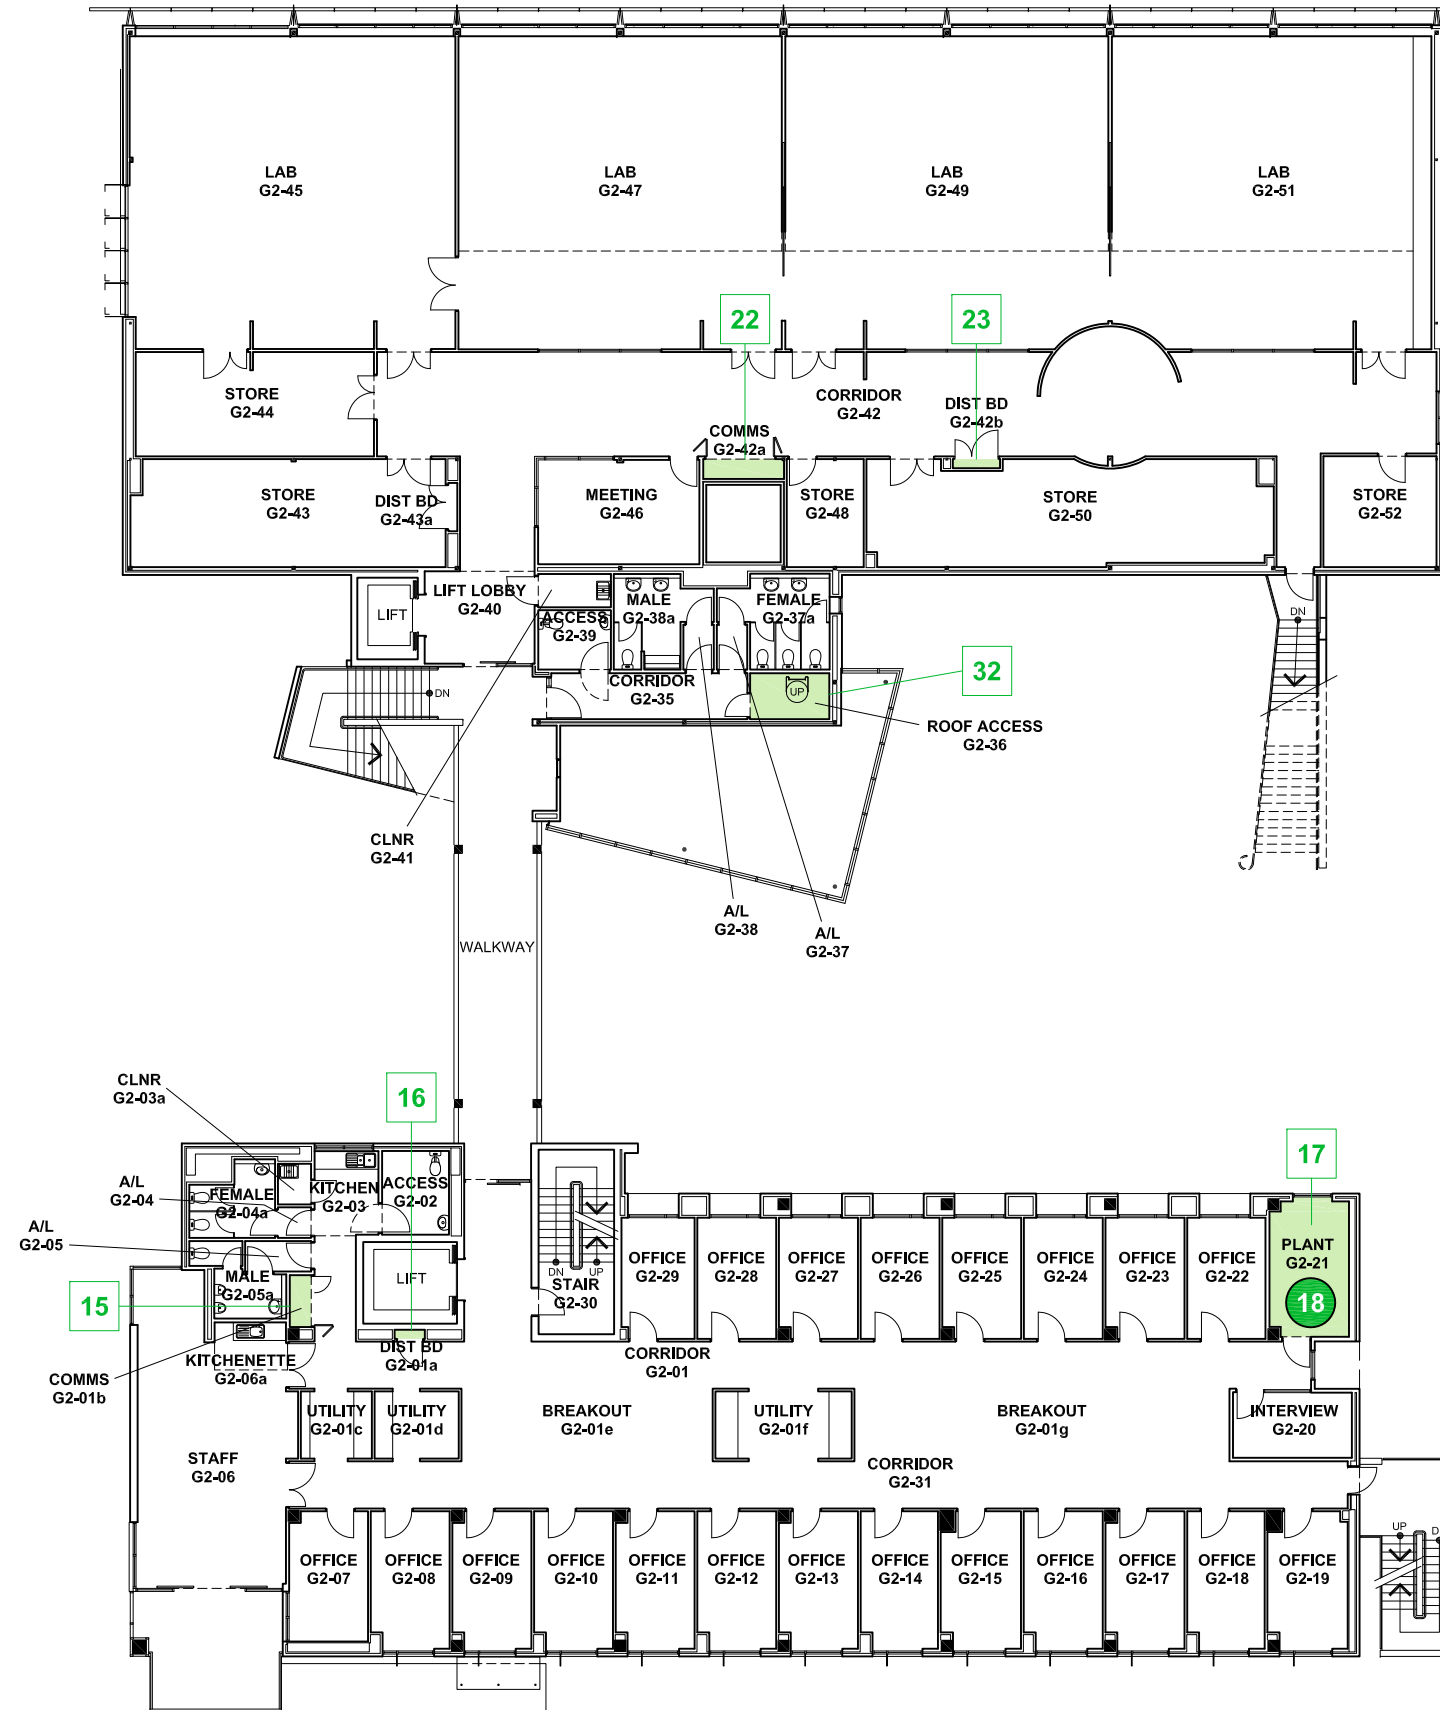 LAB
G2-45
LAB
G2-47
LAB
G2-49
LAB
G2-51
22
23
STORE
G2-44
CORRIDOR
G2-42
DIST BD
G2-42b
COMMS
G2-42a
STORE
G2-43
DIST BD
G2-43a
MEETING
G2-46
STORE
G2-48
STORE
G2-50
STORE
G2-52
LIFT
LIFT LOBBY
G2-40
ACCESS
G2-39
MALE
G2-38a
FEMALE
G2-37a
DN
CORRIDOR
G2-35
UP
32
ROOF ACCESS
G2-36
DN
CLNR
G2-41
A/L
G2-38
A/L
G2-37
WALKWAY
CLNR
G2-03a
16
17
A/L
G2-04
FEMALE
G2-04a
KITCHEN
G2-03
ACCESS
G2-02
A/L
G2-05
MALE
G2-05a
LIFT
DN
UP
STAIR
G2-30
OFFICE
G2-29
OFFICE
G2-28
OFFICE
G2-27
OFFICE
G2-26
OFFICE
G2-25
OFFICE
G2-24
OFFICE
G2-23
OFFICE
G2-22
PLANT
G2-21
18
15
KITCHENETTE
G2-06a
DIST BD
G2-01a
CORRIDOR
G2-01
COMMS
G2-01b
UTILITY
G2-01c
UTILITY
G2-01d
BREAKOUT
G2-01e
UTILITY
G2-01f
BREAKOUT
G2-01g
INTERVIEW
G2-20
STAFF
G2-06
CORRIDOR
G2-31
OFFICE
G2-07
OFFICE
G2-08
OFFICE
G2-09
OFFICE
G2-10
OFFICE
G2-11
OFFICE
G2-12
OFFICE
G2-13
OFFICE
G2-14
OFFICE
G2-15
OFFICE
G2-16
OFFICE
G2-17
OFFICE
G2-18
OFFICE
G2-19
UP
D